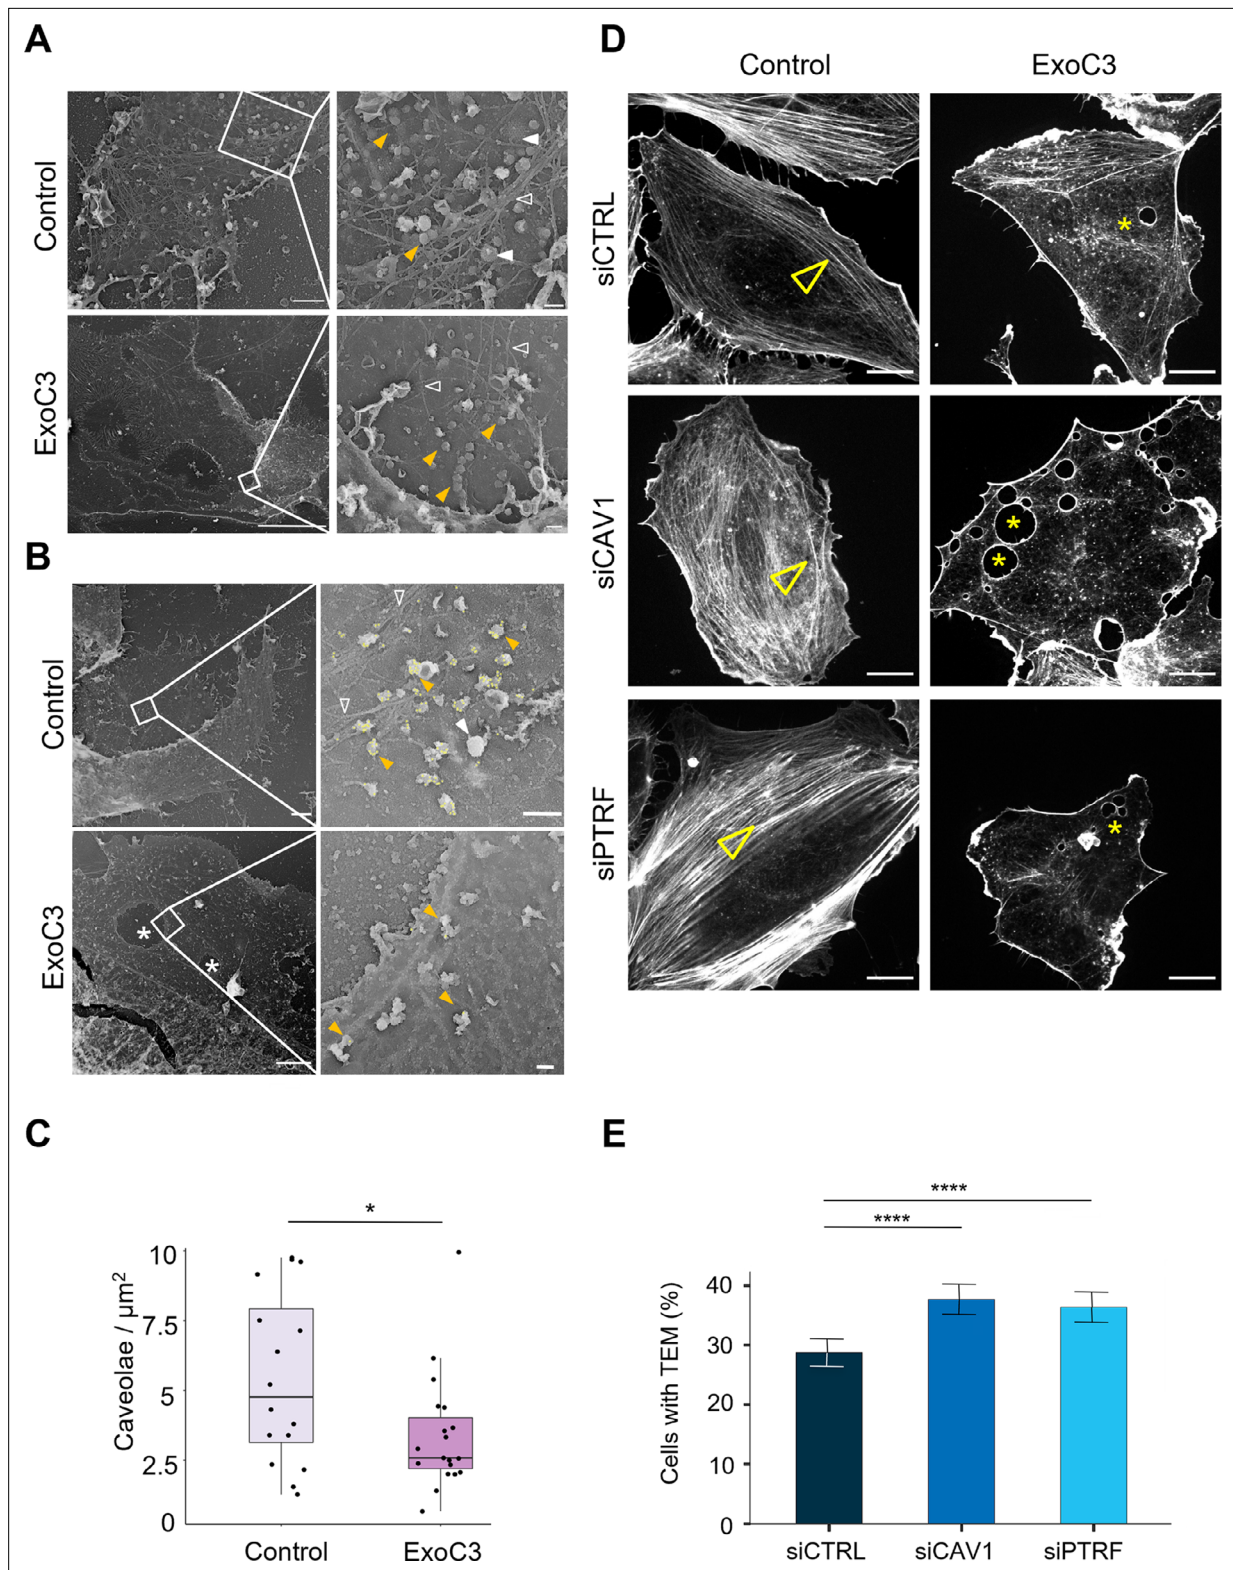 A
Control
ExoC3
B
Control
ExoC3
*
*
C
*
Caveolae / µm²
10
7.5
5
2.5
0
Control
ExoC3
D
Control
ExoC3
siCTRL
*
siCAV1
*
*
siPTRF
*
E
****
****
Cells with TEM (%)
40
30
20
10
0
siCTRL
siCAV1
siPTRF